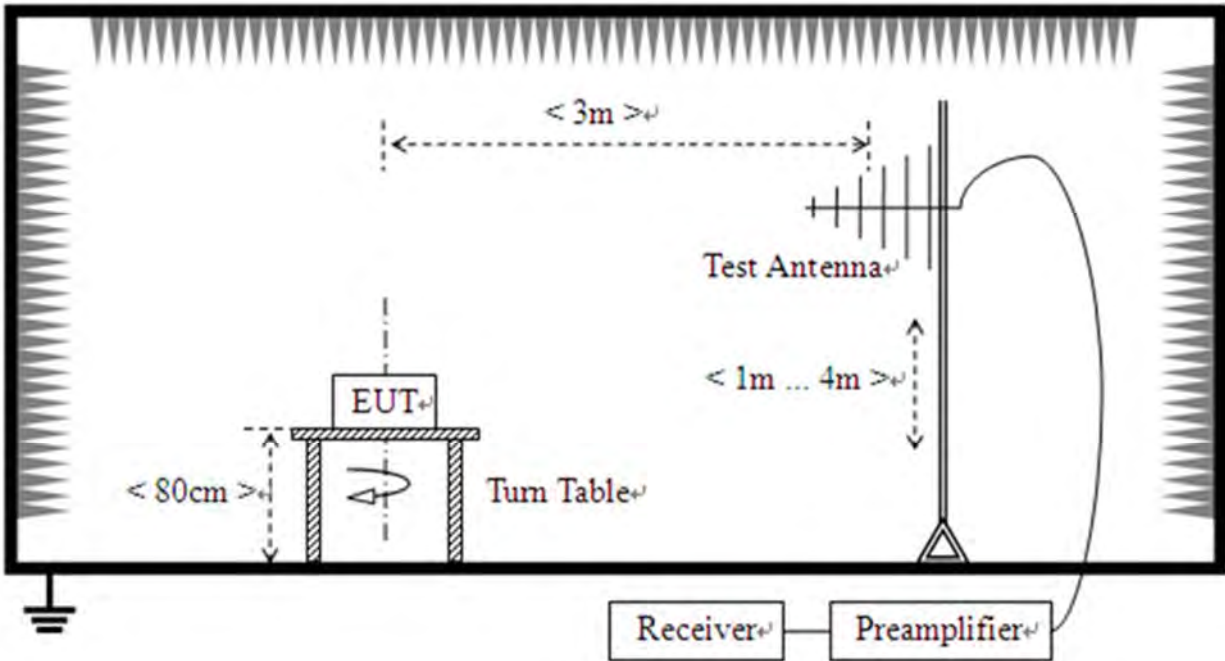 < 3m >↵
Test Antenna↵
< 1m ... 4m >↵
EUT↵
< 80cm >↵
Turn Table↵
Receiver↵
Preamplifier↵